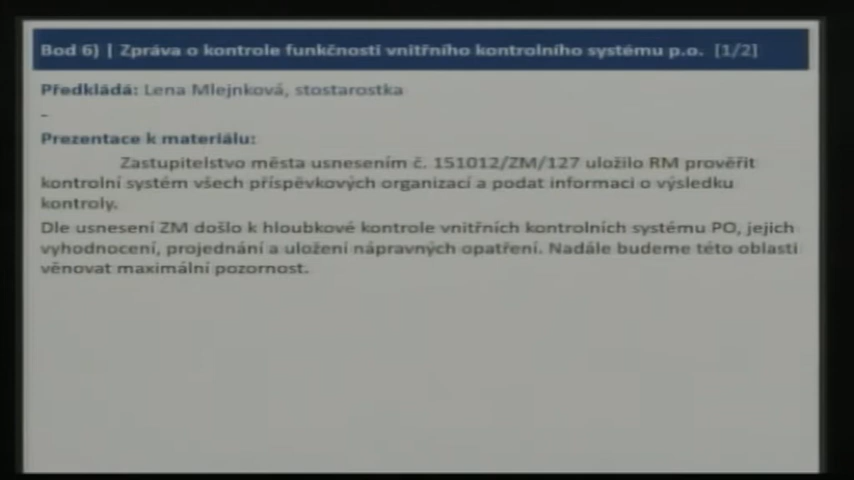 Bod 6) | Zpráva o kontrole funkčnosti vnitřního kontrolního systému p.o. [1/2]
Předkládá: Lena Mlejnková, stostarostka
-
Prezentace k materiálu:
Zastupitelstvo města usnesením č. 151012/ZM/127 uložilo RM prověřit
kontrolní systém všech příspěvkových organizací a podat informaci o výsledku
kontroly.
Dle usnesení ZM došlo k hloubkové kontrole vnitřních kontrolních systému PO, jejich
vyhodnocení, projednání a uložení nápravných opatření. Nadále budeme této oblasti
věnovat maximální pozornost.